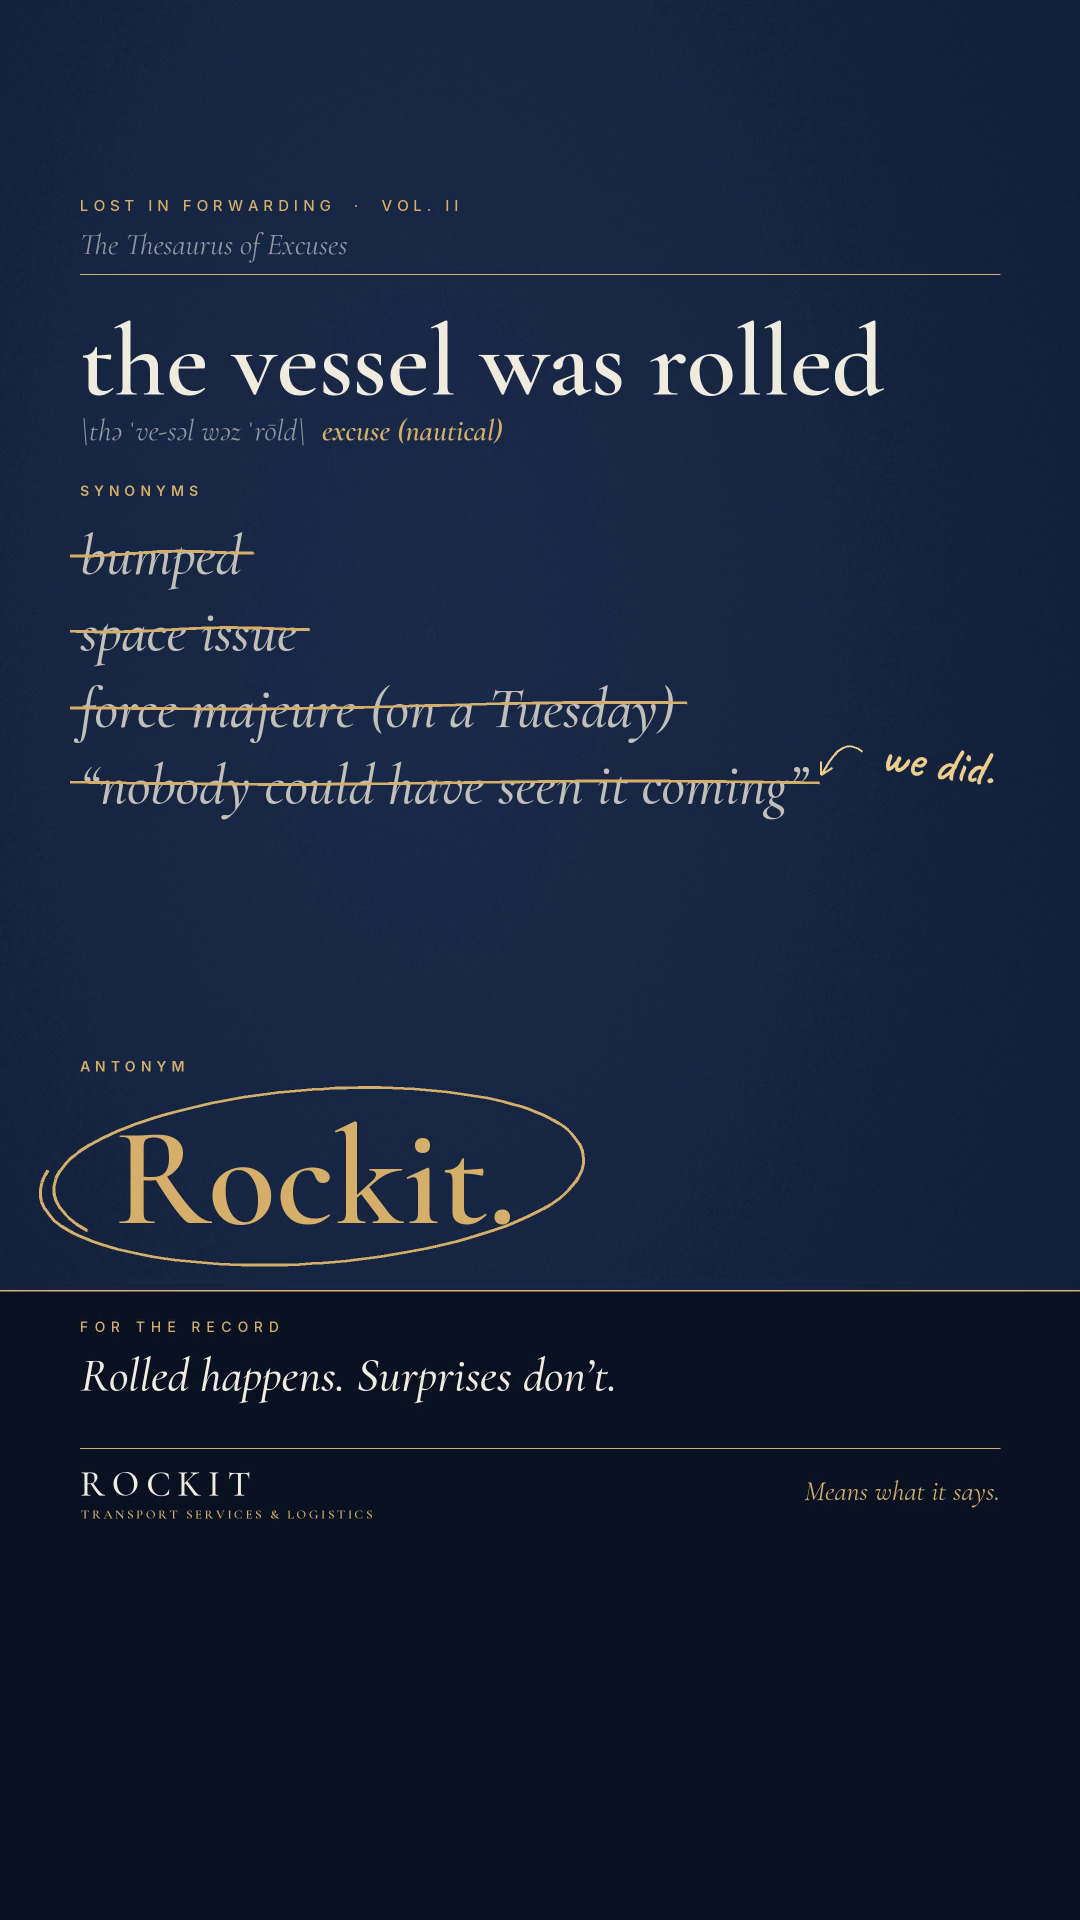 LOST IN FORWARDING · VOL. II
The Thesaurus of Excuses
the vessel was rolled
\thə ˈve-səl wəz ˈrōld\ excuse (nautical)
SYNONYMS
bumped
space issue
force majeure (on a Tuesday)
“nobody could have seen it coming”
we did.
ANTONYM
Rockit.
FOR THE RECORD
Rolled happens. Surprises don’t.
ROCKIT
TRANSPORT SERVICES & LOGISTICS
Means what it says.